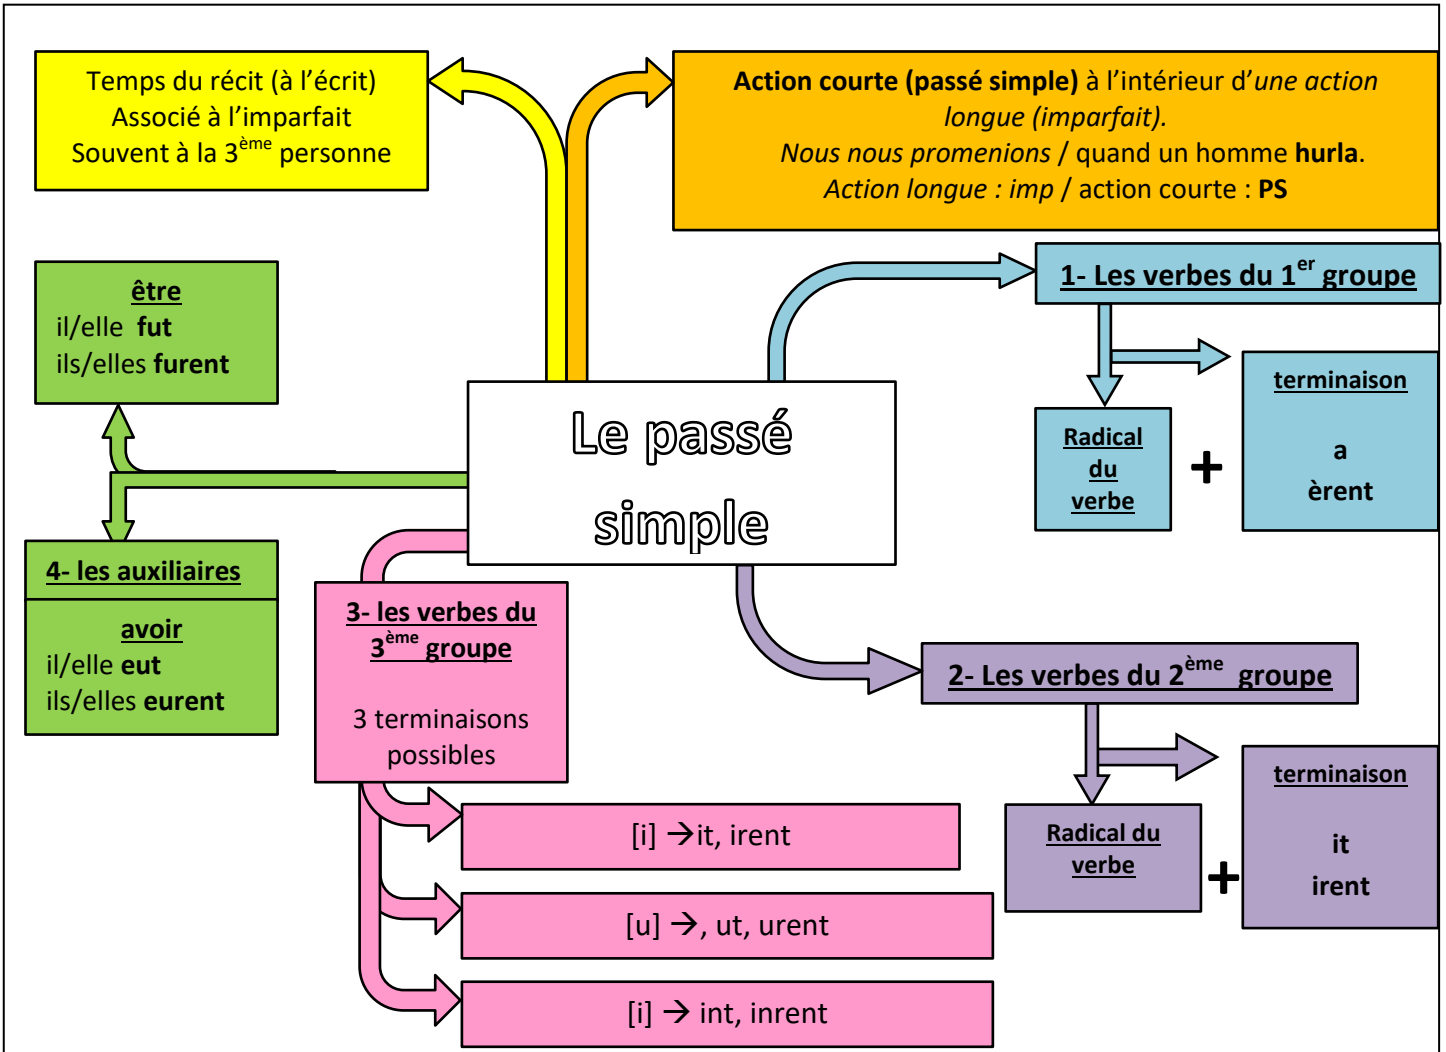 Temps du récit (à l’écrit)
Associé à l’imparfait
Souvent à la 3ème personne
Action courte (passé simple) à l’intérieur d’une action
longue (imparfait).
Nous nous promenions / quand un homme hurla.
Action longue : imp / action courte : PS
être
il/elle fut
ils/elles furent
1- Les verbes du 1er groupe
terminaison
a
èrent
Radical
du
verbe
+
Le passé
simple
4- les auxiliaires
avoir
il/elle eut
ils/elles eurent
3- les verbes du
3ème groupe
3 terminaisons
possibles
[i] →it, irent
[u] →, ut, urent
[i] → int, inrent
2- Les verbes du 2ème groupe
Radical du
verbe
+
terminaison
it
irent